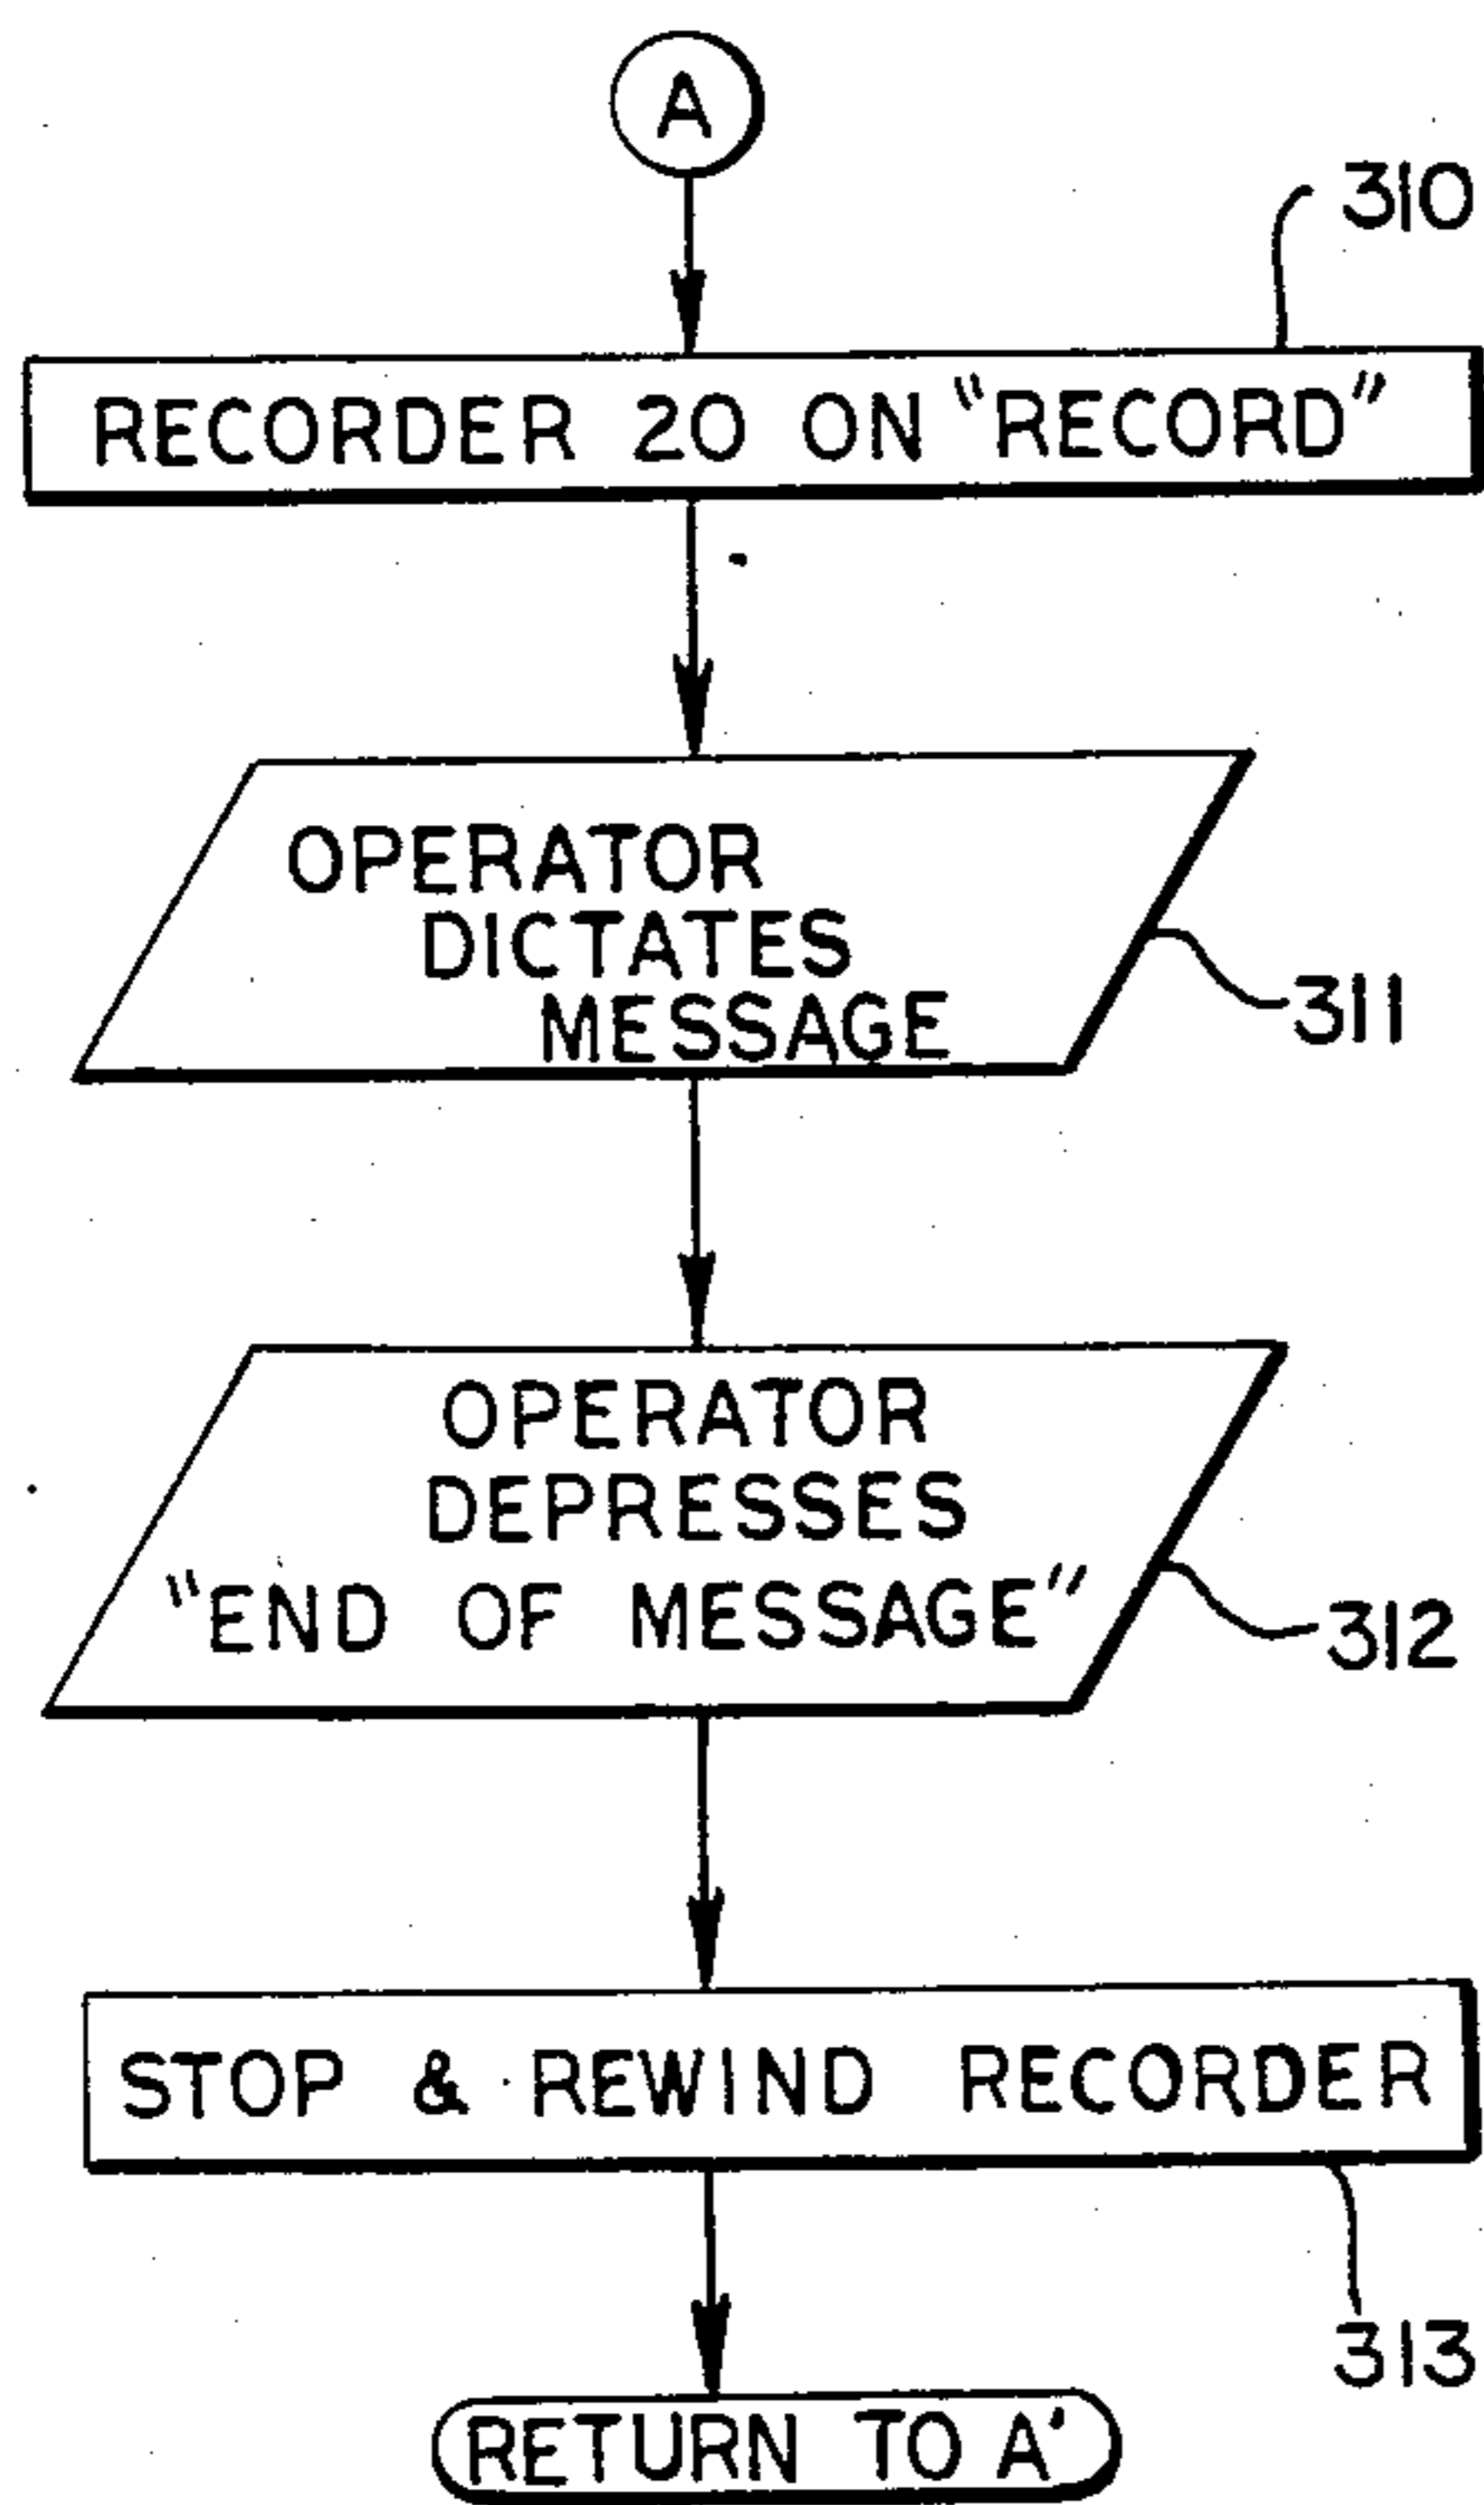 A
310
RECORDER 20 ON "RECORD"
OPERATOR
DICTATES
MESSAGE
311
OPERATOR
DEPRESSES
"END OF MESSAGE"
312
STOP & REWIND RECORDER
313
RETURN TO A'